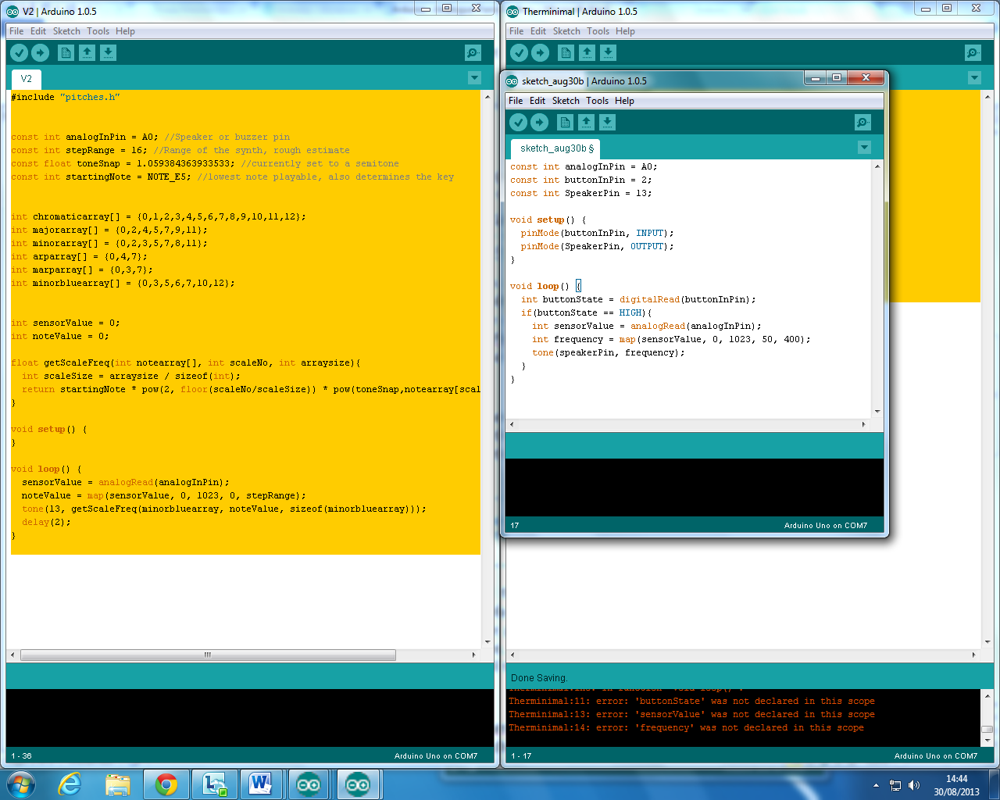 V2 | Arduino 1.0.5
File Edit Sketch Tools Help
V2
#include "pitches.h"
const int analogInPin = A0; //Speaker or buzzer pin
const int stepRange = 16; //Range of the synth, rough estimate
const float toneSnap = 1.059384363933533; //currently set to a semitone
const int startingNote = NOTE_E5; //lowest note playable, also determines the key
int chromaticarray[] = {0,1,2,3,4,5,6,7,8,9,10,11,12};
int majorarray[] = {0,2,4,5,7,9,11};
int minorarray[] = {0,2,3,5,7,8,11};
int arparray[] = {0,4,7};
int marparray[] = {0,3,7};
int minorbluearray[] = {0,3,5,6,7,10,12};
int sensorValue = 0;
int noteValue = 0;
float getScaleFreq(int notearray[], int scaleNo, int arraysize){
int scaleSize = arraysize / sizeof(int);
return startingNote * pow(2, floor(scaleNo/scaleSize)) * pow(toneSnap,notearray[scal
}
void setup() {
}
void loop() {
sensorValue = analogRead(analogInPin);
noteValue = map(sensorValue, 0, 1023, 0, stepRange);
tone(13, getScaleFreq(minorbluearray, noteValue, sizeof(minorbluearray)));
delay(2);
}
1 - 36
Arduino Uno on COM7
Therminimal | Arduino 1.0.5
File Edit Sketch Tools Help
sketch_aug30b | Arduino 1.0.5
File Edit Sketch Tools Help
sketch_aug30b §
const int analogInPin = A0;
const int buttonInPin = 2;
const int SpeakerPin = 13;
void setup() {
pinMode(buttonInPin, INPUT);
pinMode(SpeakerPin, OUTPUT);
}
void loop() {
int buttonState = digitalRead(buttonInPin);
if(buttonState == HIGH){
int sensorValue = analogRead(analogInPin);
int frequency = map(sensorValue, 0, 1023, 50, 400);
tone(speakerPin, frequency);
}
}
17
Arduino Uno on COM7
Done Saving.
Therminimal:11: error: 'buttonState' was not declared in this scope
Therminimal:13: error: 'sensorValue' was not declared in this scope
Therminimal:14: error: 'frequency' was not declared in this scope
1 - 17
Arduino Uno on COM7
14:44
30/08/2013